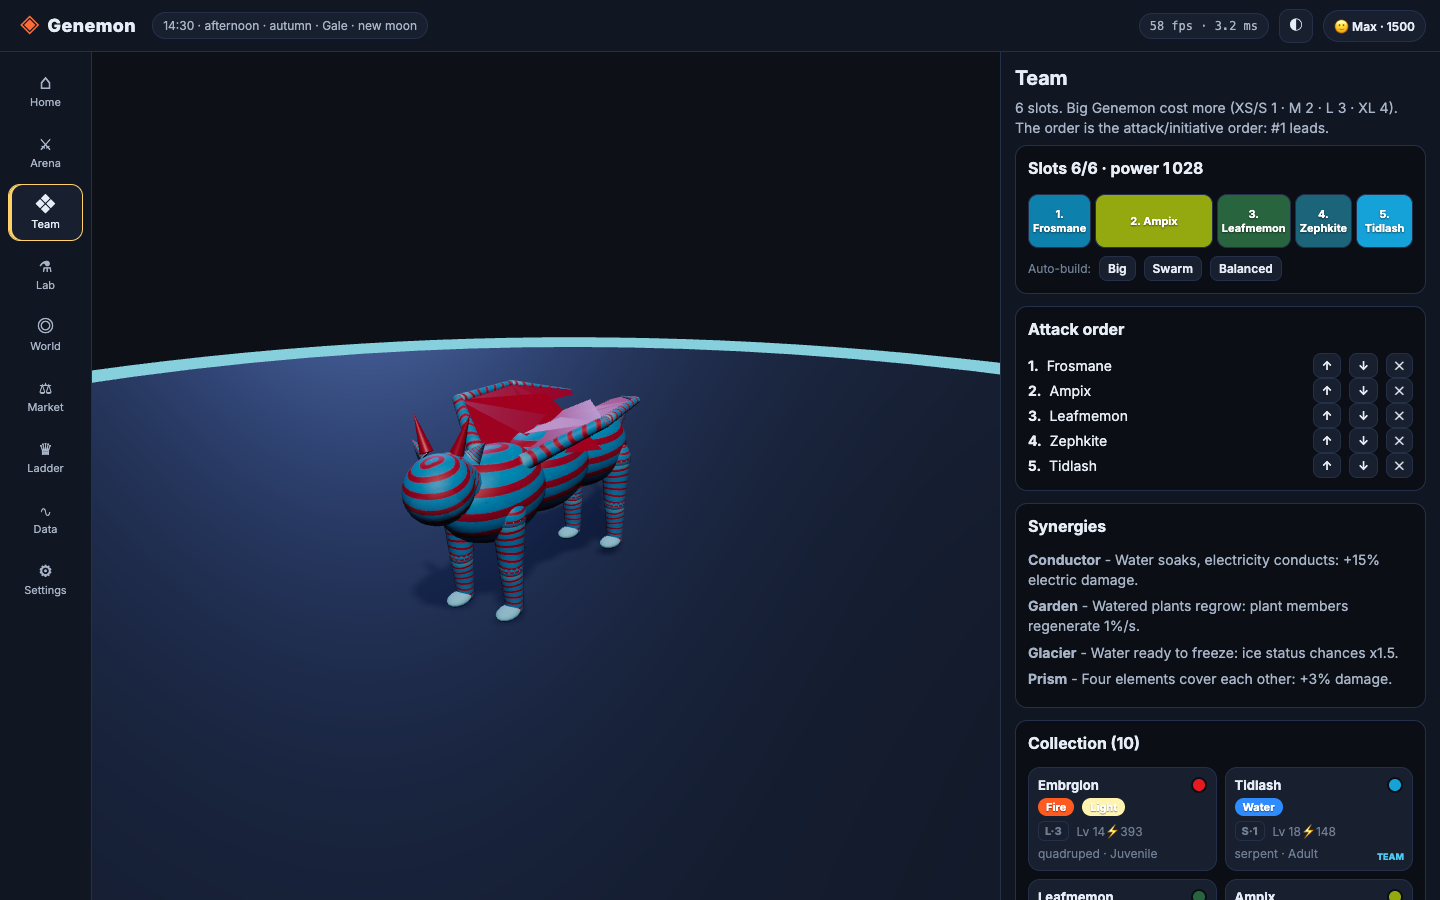 Genemon
14:30 · afternoon · autumn · Gale · new moon
58 fps · 3.2 ms
Max · 1500
Home
Arena
Team
Lab
World
Market
Ladder
Data
Settings
Team
6 slots. Big Genemon cost more (XS/S 1 · M 2 · L 3 · XL 4).
The order is the attack/initiative order: #1 leads.
Slots 6/6 · power 1 028
1. Frosmane
2. Ampix
3. Leafmemon
4. Zephkite
5. Tidlash
Auto-build:
Big
Swarm
Balanced
Attack order
1. Frosmane
2. Ampix
3. Leafmemon
4. Zephkite
5. Tidlash
Synergies
Conductor - Water soaks, electricity conducts: +15%
electric damage.
Garden - Watered plants regrow: plant members
regenerate 1%/s.
Glacier - Water ready to freeze: ice status chances x1.5.
Prism - Four elements cover each other: +3% damage.
Collection (10)
Embrgion
Fire
Light
L·3
Lv 14⚡393
quadruped · Juvenile
Tidlash
Water
S·1
Lv 18⚡148
serpent · Adult
TEAM
Leafmemon
Ampix